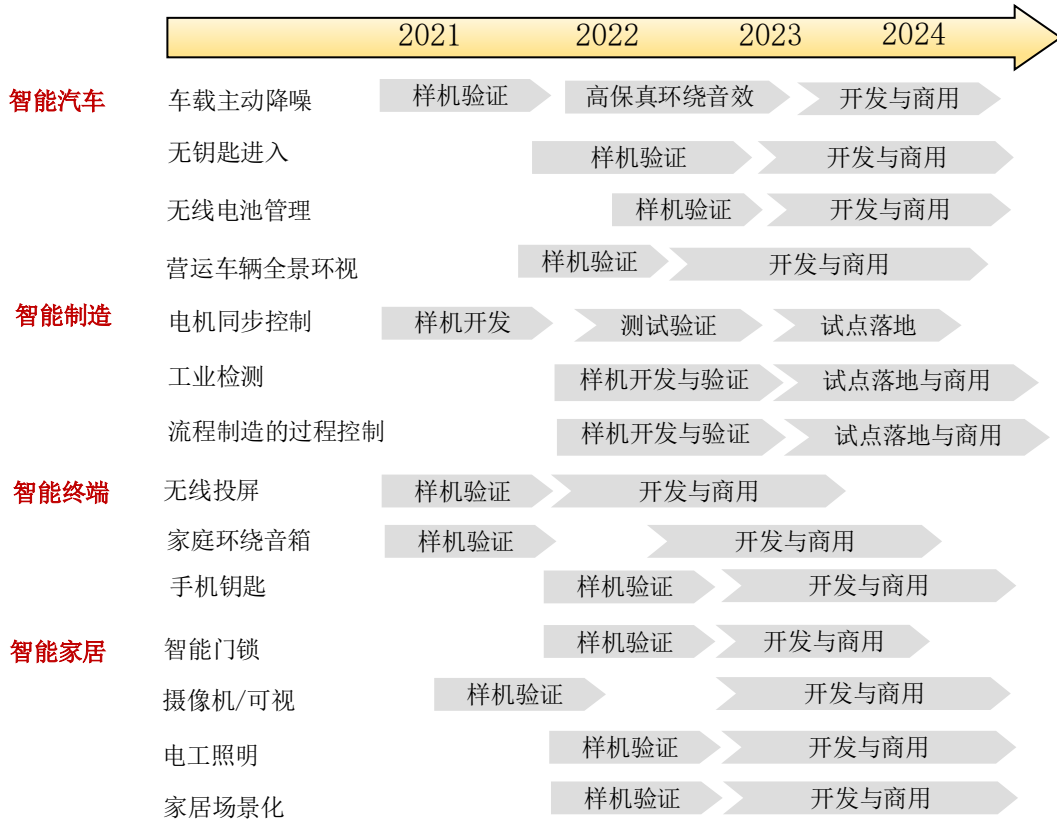 2021 2022 2023 2024
智能汽车 车载主动降噪 样机验证 高保真环绕音效 开发与商用
无钥匙进入 样机验证 开发与商用
无线电池管理 样机验证 开发与商用
营运车辆全景环视 样机验证 开发与商用
智能制造 电机同步控制 样机开发 测试验证 试点落地
工业检测 样机开发与验证 试点落地与商用
流程制造的过程控制 样机开发与验证 试点落地与商用
智能终端 无线投屏 样机验证 开发与商用
家庭环绕音箱 样机验证 开发与商用
手机钥匙 样机验证 开发与商用
智能家居 智能门锁 样机验证 开发与商用
摄像机/可视 样机验证 开发与商用
电工照明 样机验证 开发与商用
家居场景化 样机验证 开发与商用